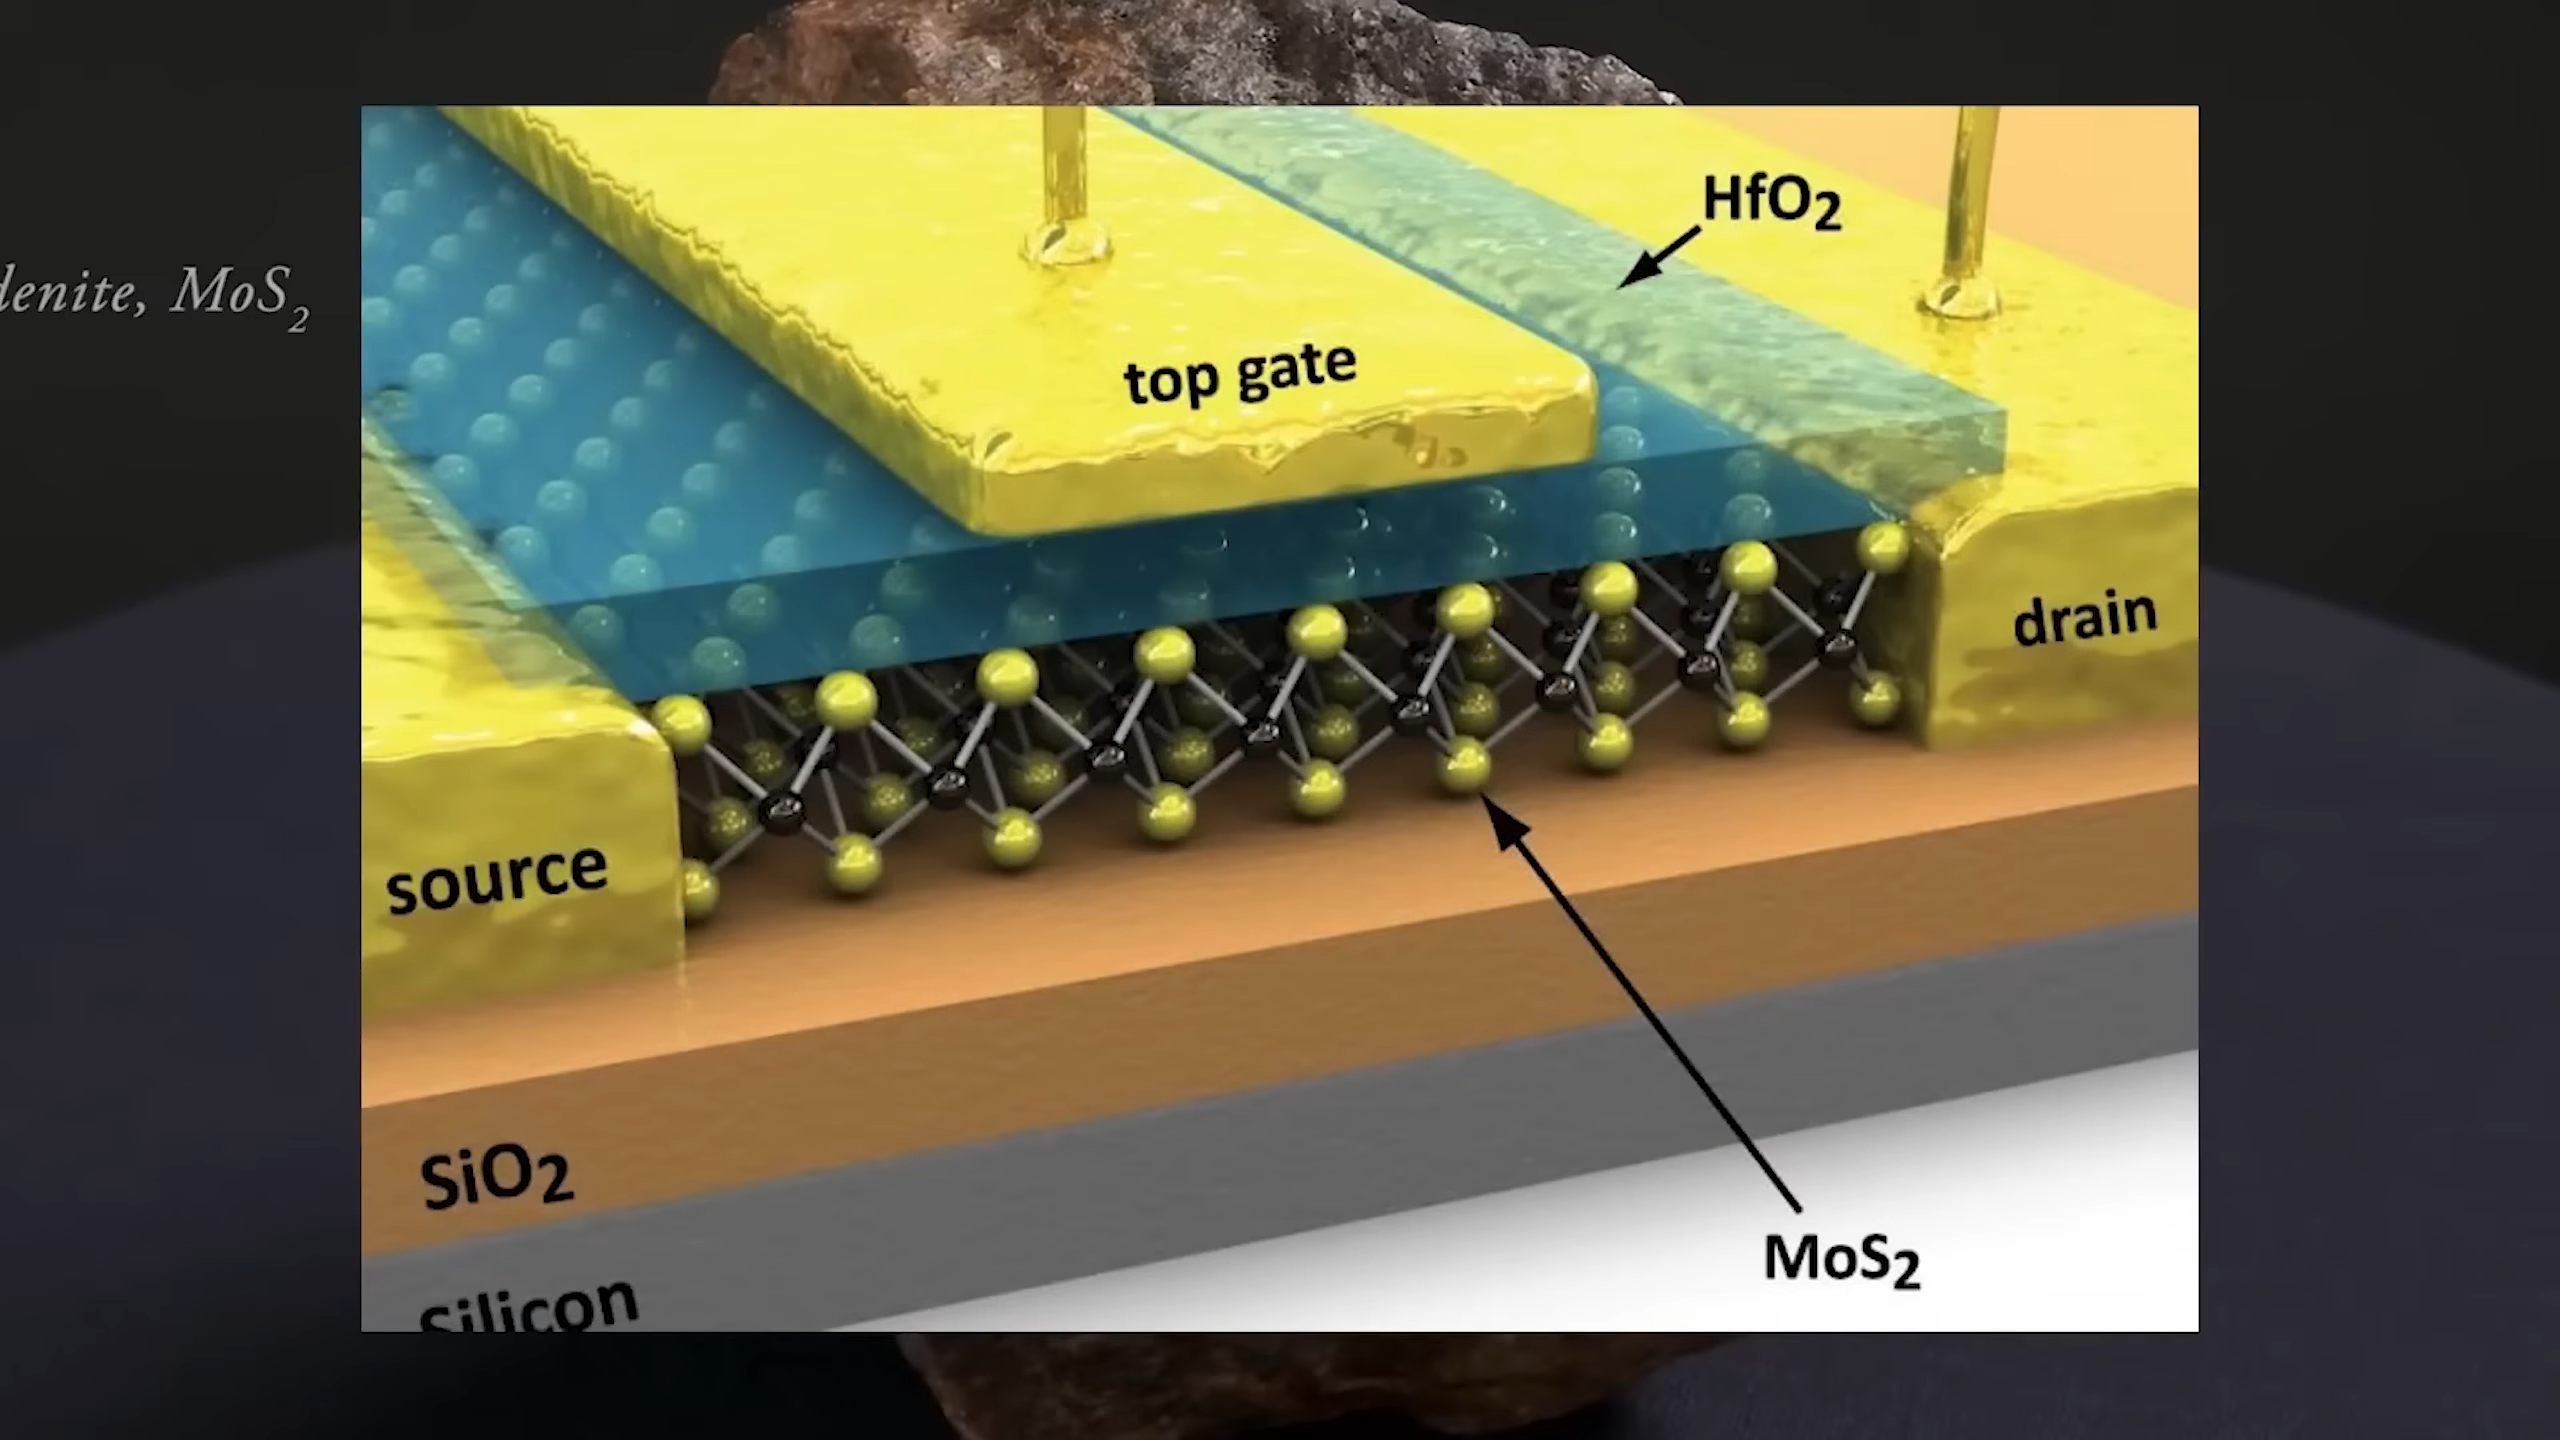 denite, MoS₂
HfO₂
top gate
drain
source
SiO₂
MoS₂
Silicon